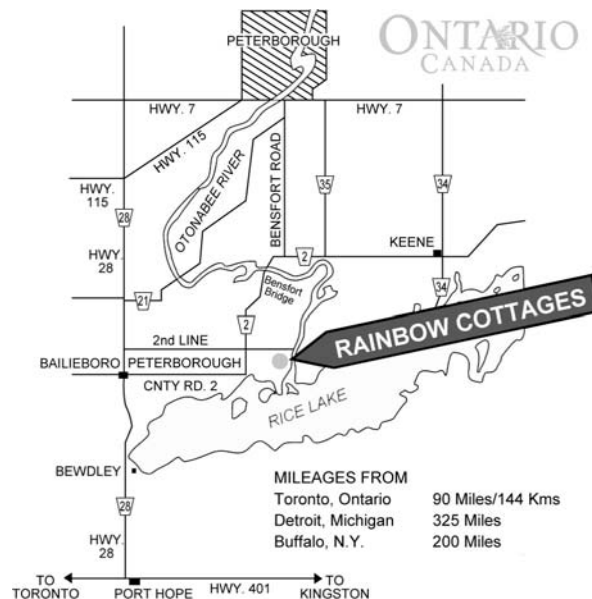 PETERBOROUGH
ONTARIO
CANADA
HWY. 7
HWY. 7
HWY. 115
HWY.
115
28
OTONABEE RIVER
BENSFORT ROAD
35
34
HWY.
28
KEENE
2
21
Bensfort
Bridge
34
2
RAINBOW COTTAGES
2nd LINE
BAILIEBORO
PETERBOROUGH
CNTY RD. 2
RICE LAKE
BEWDLEY
28
HWY.
28
MILEAGES FROM
Toronto, Ontario 90 Miles/144 Kms
Detroit, Michigan 325 Miles
Buffalo, N.Y. 200 Miles
TO
TORONTO
PORT HOPE
HWY. 401
TO
KINGSTON